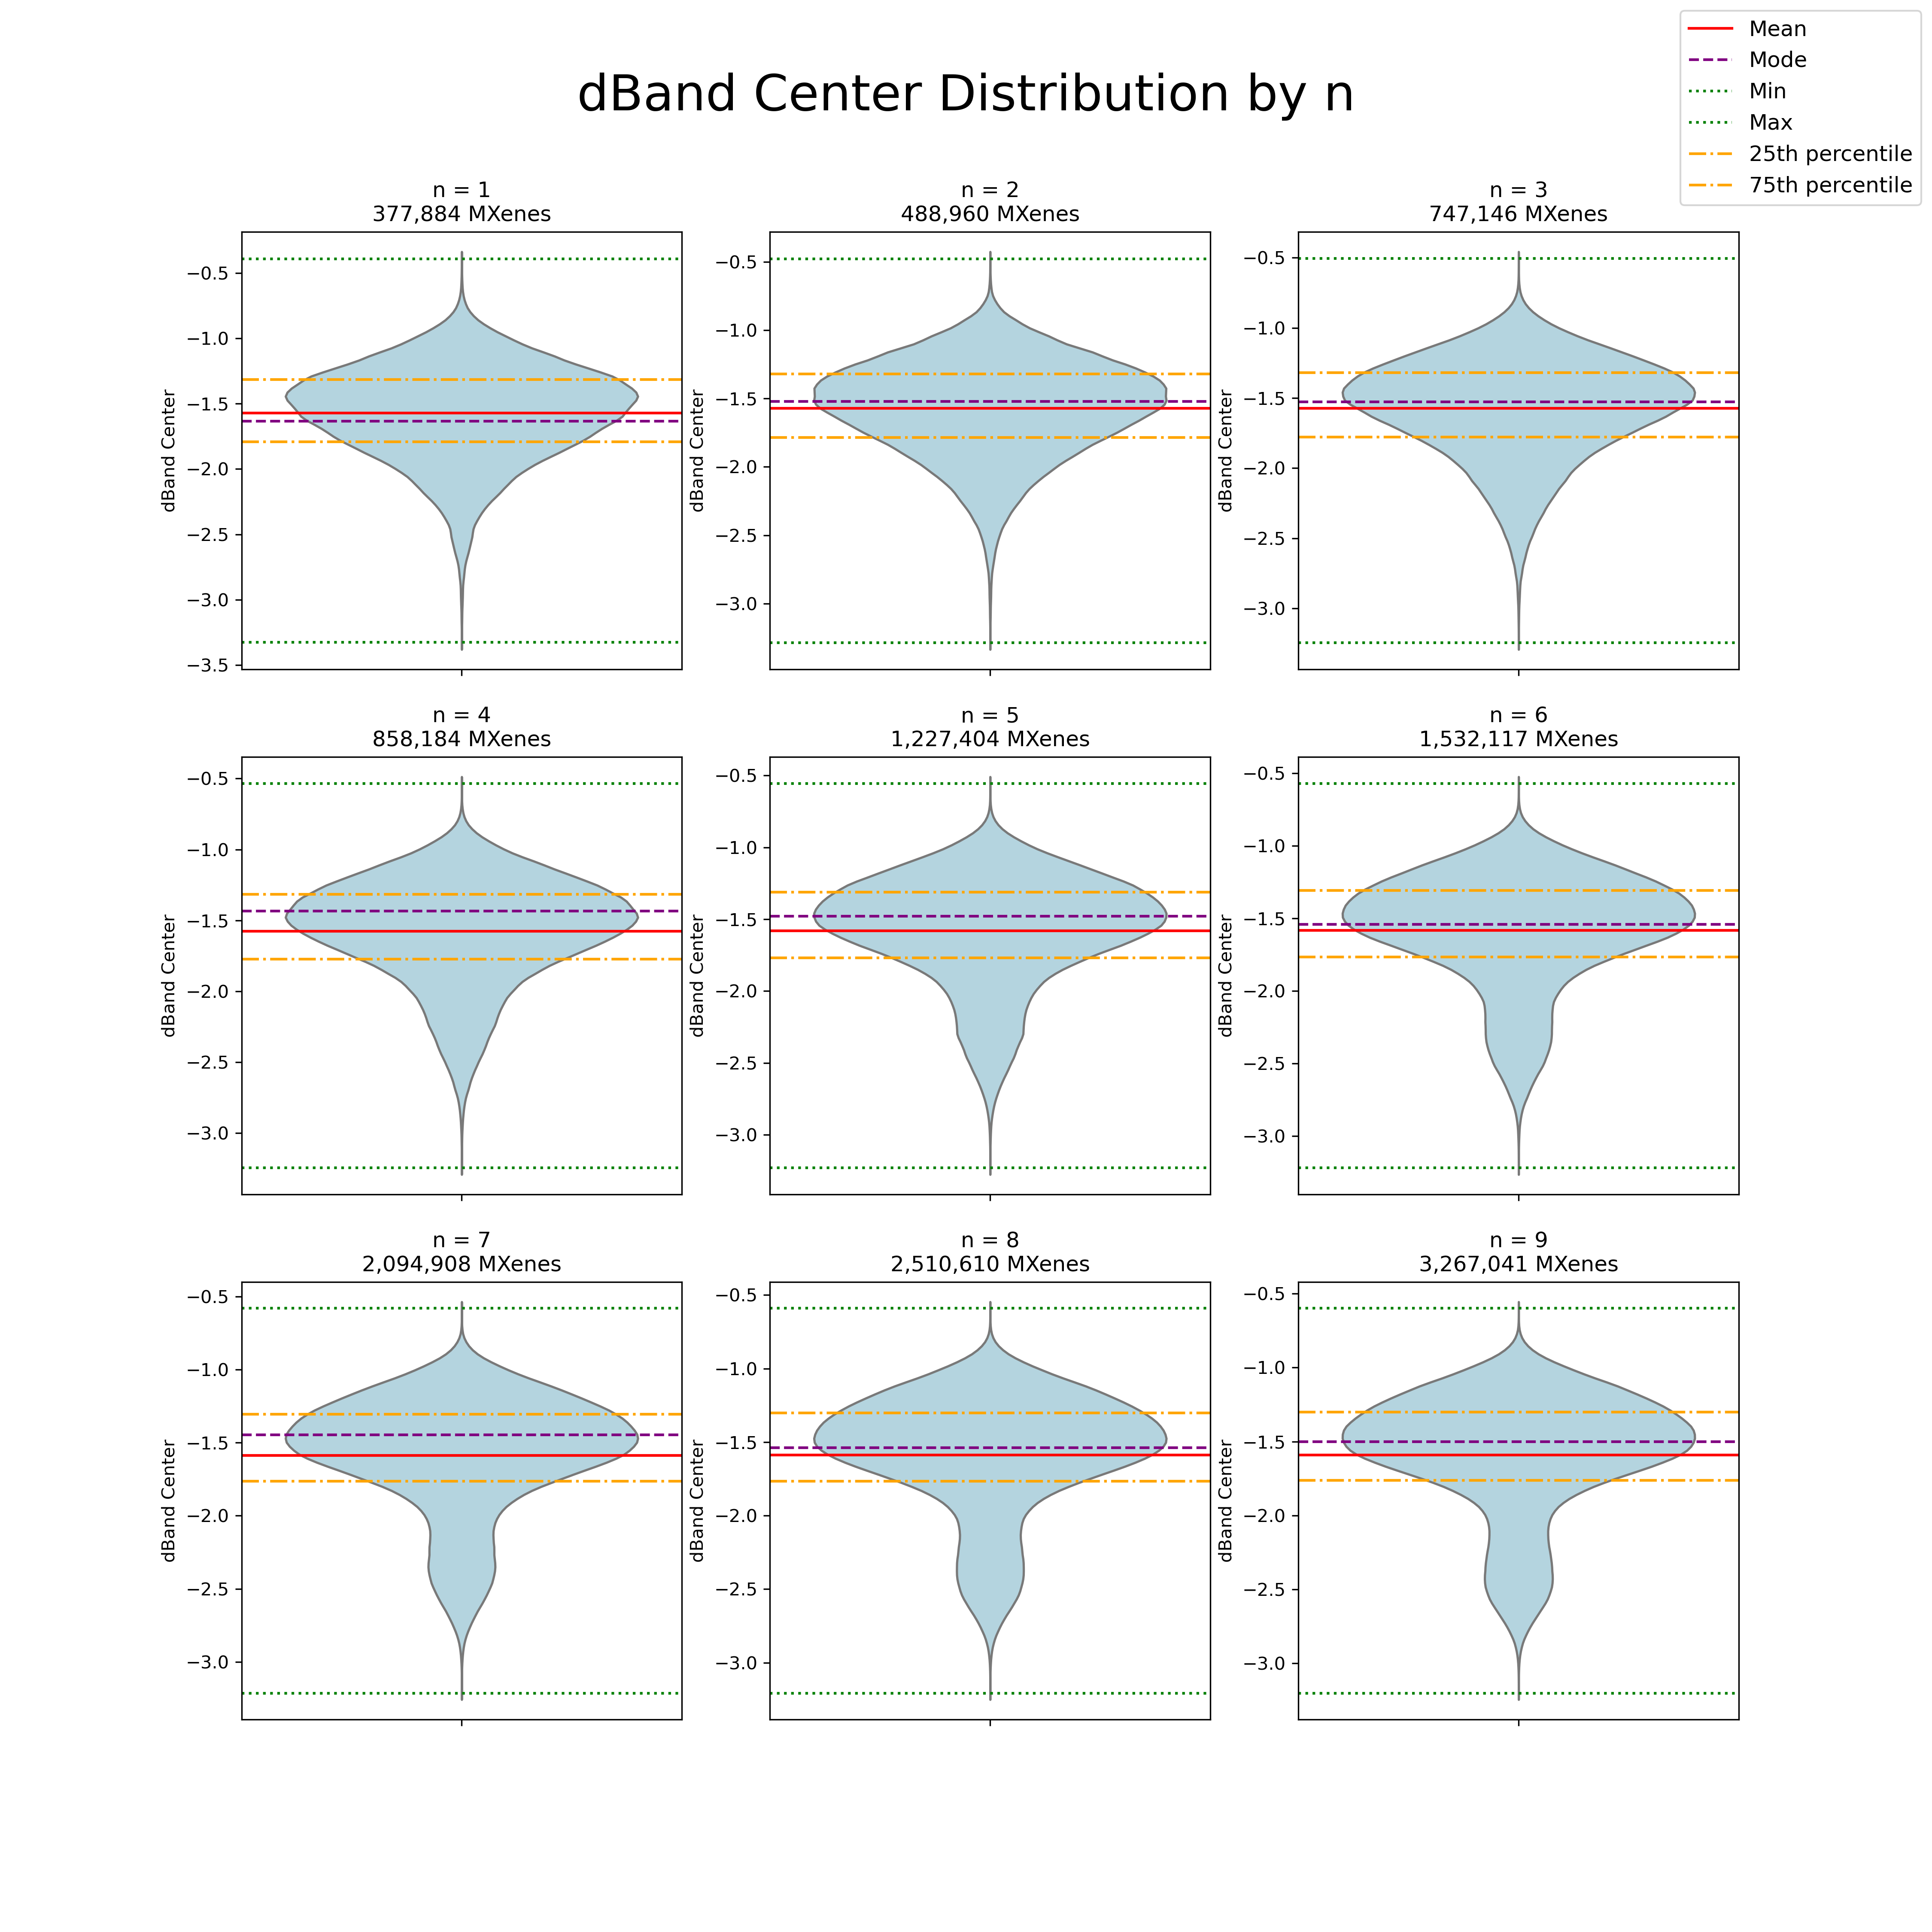 Mean
Mode
Min
Max
25th percentile
75th percentile
dBand Center Distribution by n
n = 1
377,884 MXenes
dBand Center
−0.5
−1.0
−1.5
−2.0
−2.5
−3.0
−3.5
n = 2
488,960 MXenes
dBand Center
−0.5
−1.0
−1.5
−2.0
−2.5
−3.0
n = 3
747,146 MXenes
dBand Center
−0.5
−1.0
−1.5
−2.0
−2.5
−3.0
n = 4
858,184 MXenes
dBand Center
−0.5
−1.0
−1.5
−2.0
−2.5
−3.0
n = 5
1,227,404 MXenes
dBand Center
−0.5
−1.0
−1.5
−2.0
−2.5
−3.0
n = 6
1,532,117 MXenes
dBand Center
−0.5
−1.0
−1.5
−2.0
−2.5
−3.0
n = 7
2,094,908 MXenes
dBand Center
−0.5
−1.0
−1.5
−2.0
−2.5
−3.0
n = 8
2,510,610 MXenes
dBand Center
−0.5
−1.0
−1.5
−2.0
−2.5
−3.0
n = 9
3,267,041 MXenes
dBand Center
−0.5
−1.0
−1.5
−2.0
−2.5
−3.0